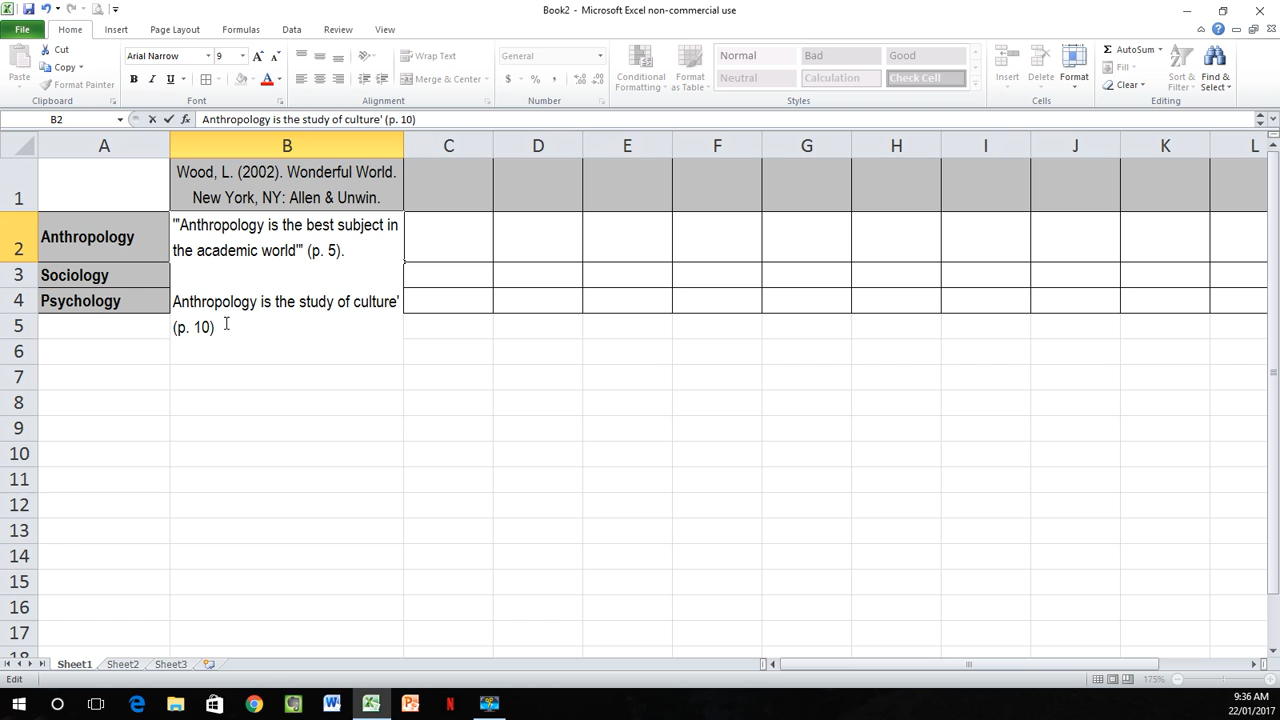 Book2 - Microsoft Excel non-commercial use
File Home Insert Page Layout Formulas Data Review View
Paste
Cut
Copy
Format Painter
Clipboard
Arial Narrow 9
B I U
Font
Wrap Text
Merge & Center
Alignment
General
$ % ,
Number
Conditional Formatting
Format as Table
Normal Bad Good
Neutral Calculation Check Cell
Styles
Insert Delete Format
Cells
AutoSum
Fill
Clear
Sort & Filter
Find & Select
Editing
B2 fx Anthropology is the study of culture' (p. 10)
A B C D E F G H I J K L
1
Wood, L. (2002). Wonderful World.
New York, NY: Allen & Unwin.
2 Anthropology
"'Anthropology is the best subject in
the academic world'" (p. 5).
3 Sociology
4 Psychology
Anthropology is the study of culture'
5 (p. 10)
6
7
8
9
10
11
12
13
14
15
16
17
18
Sheet1 Sheet2 Sheet3
Edit 175%
9:36 AM
22/01/2017